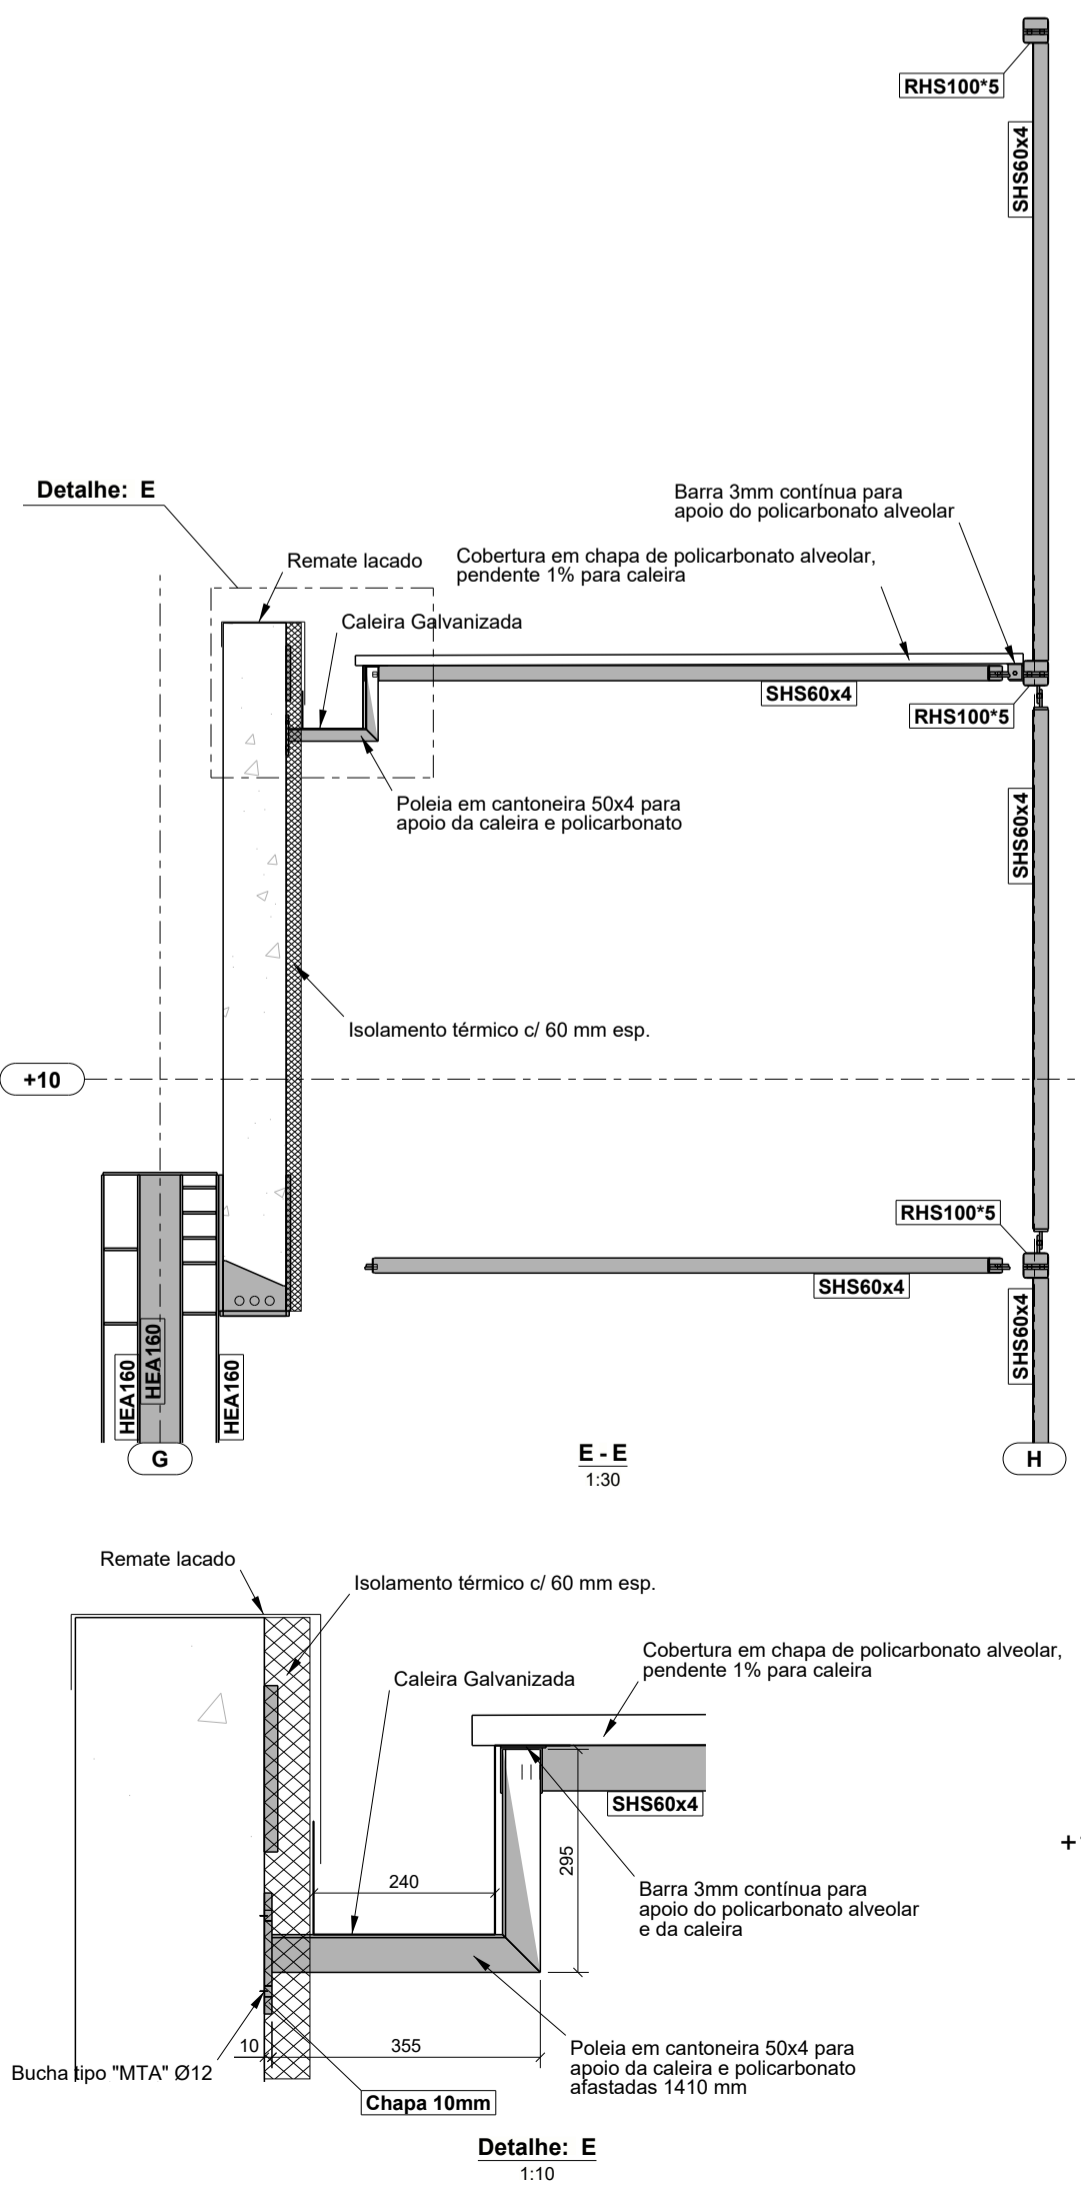 RHS100*5
SHS60x4
Detalhe: E
Barra 3mm contínua para
apoio do policarbonato alveolar
Remate lacado
Cobertura em chapa de policarbonato alveolar,
pendente 1% para caleira
Caleira Galvanizada
SHS60x4
RHS100*5
Poleia em cantoneira 50x4 para
apoio da caleira e policarbonato
SHS60x4
Isolamento térmico c/ 60 mm esp.
+10
RHS100*5
SHS60x4
SHS60x4
HEA160
HEA160
HEA160
G
E - E
1:30
H
Remate lacado
Isolamento térmico c/ 60 mm esp.
Cobertura em chapa de policarbonato alveolar,
pendente 1% para caleira
Caleira Galvanizada
SHS60x4
295
240
Barra 3mm contínua para
apoio do policarbonato alveolar
e da caleira
10
355
Bucha tipo "MTA" Ø12
Poleia em cantoneira 50x4 para
apoio da caleira e policarbonato
afastadas 1410 mm
Chapa 10mm
Detalhe: E
1:10